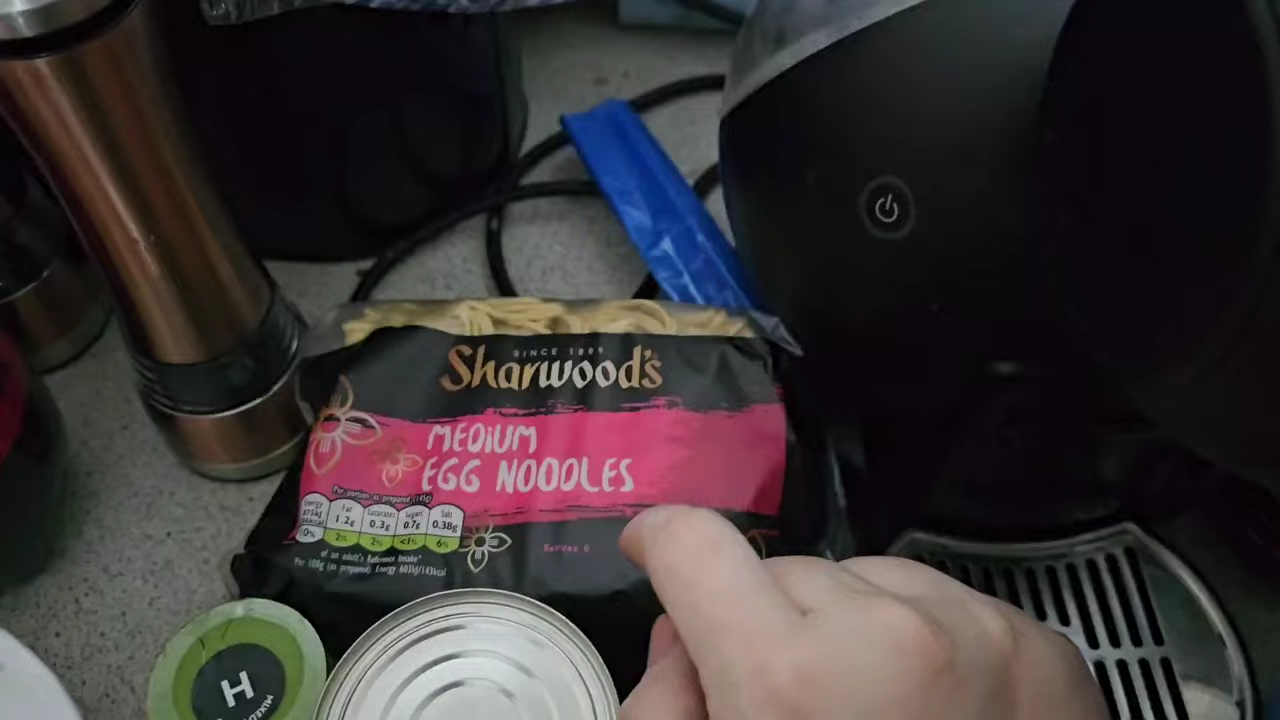 SINCE 1889
Sharwood's
MEDIUM
EGG NOODLES
Per portion as prepared (145g)
Energy Fat Saturates Sugars Salt
1.2g 0.3g 0.7g 0.38g
0% 2% 2% <1% 6%
of an adult's Reference Intake*
Per 100g (as prepared) Energy 603kJ/143kcal
Serves 6
H